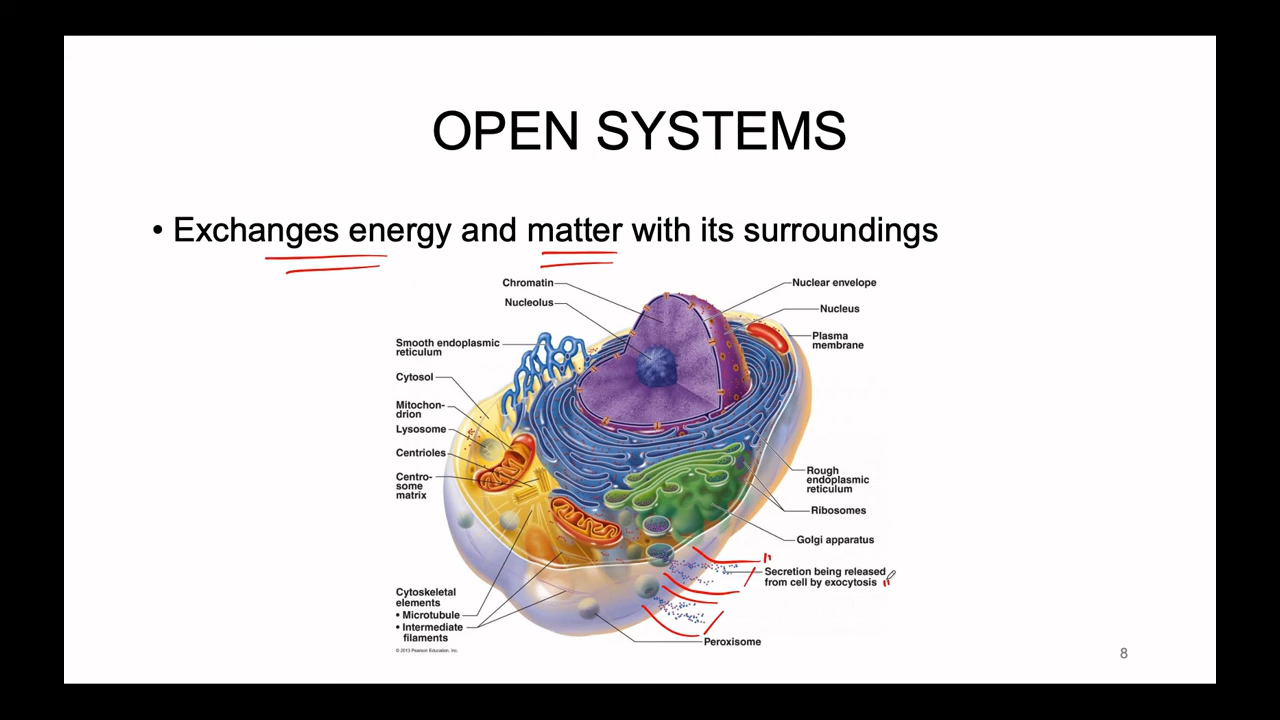 OPEN SYSTEMS
• Exchanges energy and matter with its surroundings
Chromatin
Nucleolus
Smooth endoplasmic
reticulum
Cytosol
Mitochon-
drion
Lysosome
Centrioles
Centro-
some
matrix
Cytoskeletal
elements
• Microtubule
• Intermediate
filaments
© 2013 Pearson Education, Inc.
Nuclear envelope
Nucleus
Plasma
membrane
Rough
endoplasmic
reticulum
Ribosomes
Golgi apparatus
Secretion being released
from cell by exocytosis
Peroxisome
8